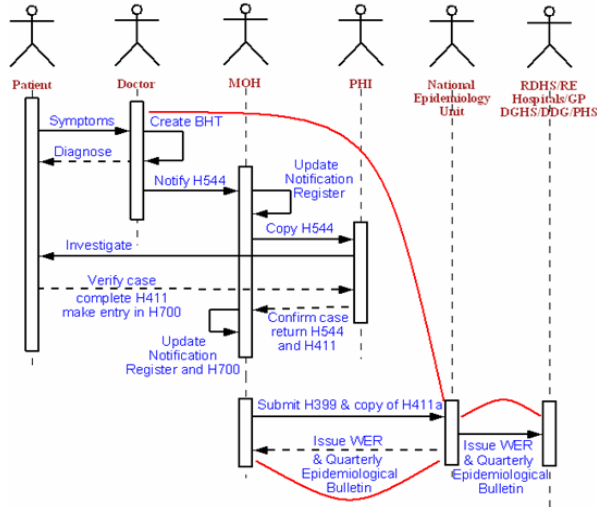 Patient
Doctor
MOH
PHI
National
Epidemiology
Unit
RDHS/RE
Hospitals/GP
DGHS/DDG/PHS
Symptoms
Create BHT
Diagnose
Notify H544
Update
Notification
Register
Copy H544
Investigate
Verify case
complete H411
make entry in H700
Confirm case
return H544
and H411
Update
Notification
Register and H700
Submit H399 & copy of H411a
Issue WER
& Quarterly
Epidemiological
Bulletin
Issue WER
& Quarterly
Epidemiological
Bulletin